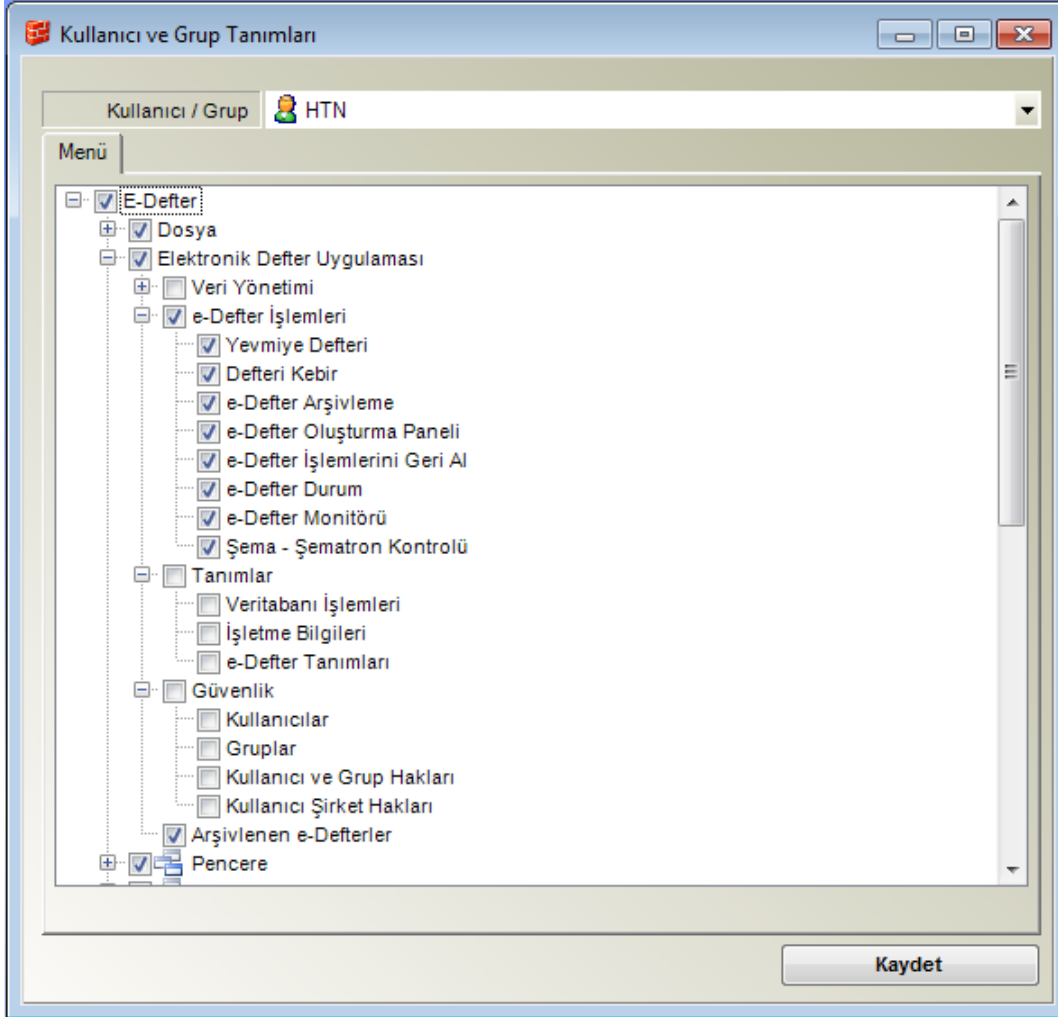 Kullanıcı ve Grup Tanımları
Kullanıcı / Grup HTN
Menü
E-Defter
Dosya
Elektronik Defter Uygulaması
Veri Yönetimi
e-Defter İşlemleri
Yevmiye Defteri
Defteri Kebir
e-Defter Arşivleme
e-Defter Oluşturma Paneli
e-Defter İşlemlerini Geri Al
e-Defter Durum
e-Defter Monitörü
Şema - Şematron Kontrolü
Tanımlar
Veritabanı İşlemleri
İşletme Bilgileri
e-Defter Tanımları
Güvenlik
Kullanıcılar
Gruplar
Kullanıcı ve Grup Hakları
Kullanıcı Şirket Hakları
Arşivlenen e-Defterler
Pencere
Kaydet